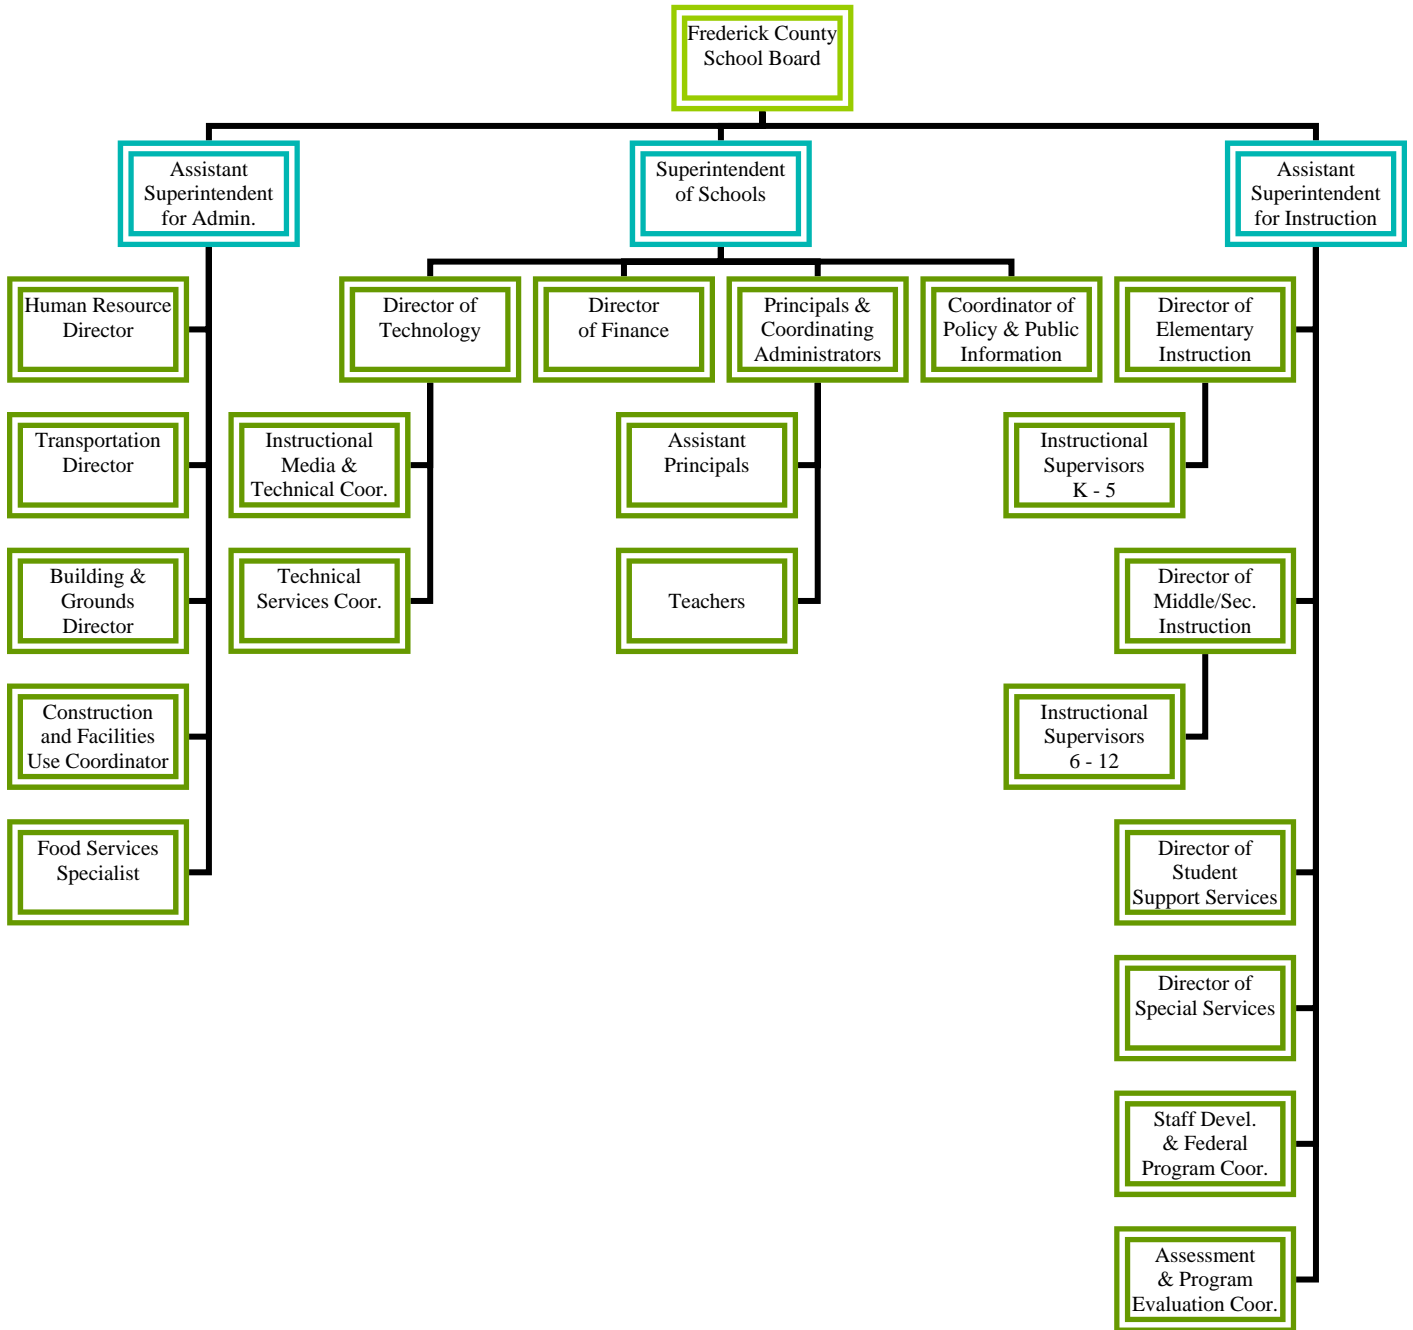 Frederick County
School Board
Assistant
Superintendent
for Admin.
Superintendent
of Schools
Assistant
Superintendent
for Instruction
Human Resource
Director
Director of
Technology
Director
of Finance
Principals &
Coordinating
Administrators
Coordinator of
Policy & Public
Information
Director of
Elementary
Instruction
Transportation
Director
Instructional
Media &
Technical Coor.
Assistant
Principals
Instructional
Supervisors
K - 5
Building &
Grounds
Director
Technical
Services Coor.
Teachers
Director of
Middle/Sec.
Instruction
Construction
and Facilities
Use Coordinator
Instructional
Supervisors
6 - 12
Food Services
Specialist
Director of
Student
Support Services
Director of
Special Services
Staff Devel.
& Federal
Program Coor.
Assessment
& Program
Evaluation Coor.